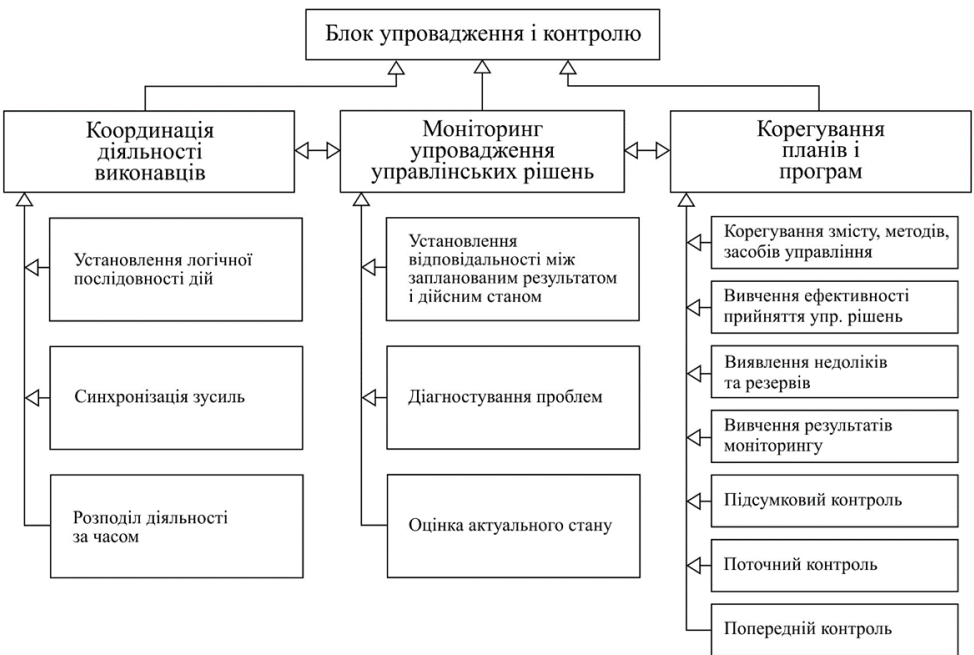 Блок упровадження і контролю
Координація
діяльності
виконавців
Моніторинг
упровадження
управлінських рішень
Корегування
планів і
програм
Установлення логічної
послідовності дій
Синхронізація зусиль
Розподіл діяльності
за часом
Установлення
відповідальності між
запланованим результатом
і дійсним станом
Діагностування проблем
Оцінка актуального стану
Корегування змісту, методів,
засобів управління
Вивчення ефективності
прийняття упр. рішень
Виявлення недоліків
та резервів
Вивчення результатів
моніторингу
Підсумковий контроль
Поточний контроль
Попередній контроль